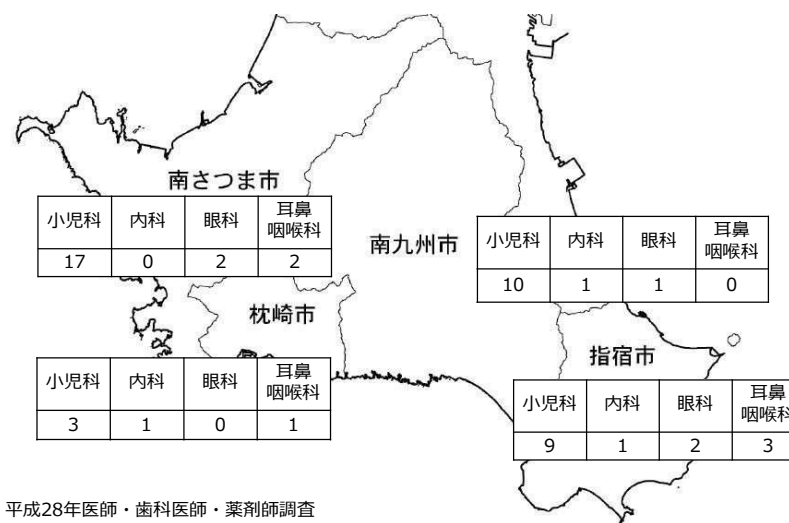 南さつま市
小児科 内科 眼科 耳鼻
咽喉科
17 0 2 2
南九州市
小児科 内科 眼科 耳鼻
咽喉科
10 1 1 0
枕崎市
小児科 内科 眼科 耳鼻
咽喉科
3 1 0 1
指宿市
小児科 内科 眼科 耳鼻
咽喉科
9 1 2 3
平成28年医師・歯科医師・薬剤師調査